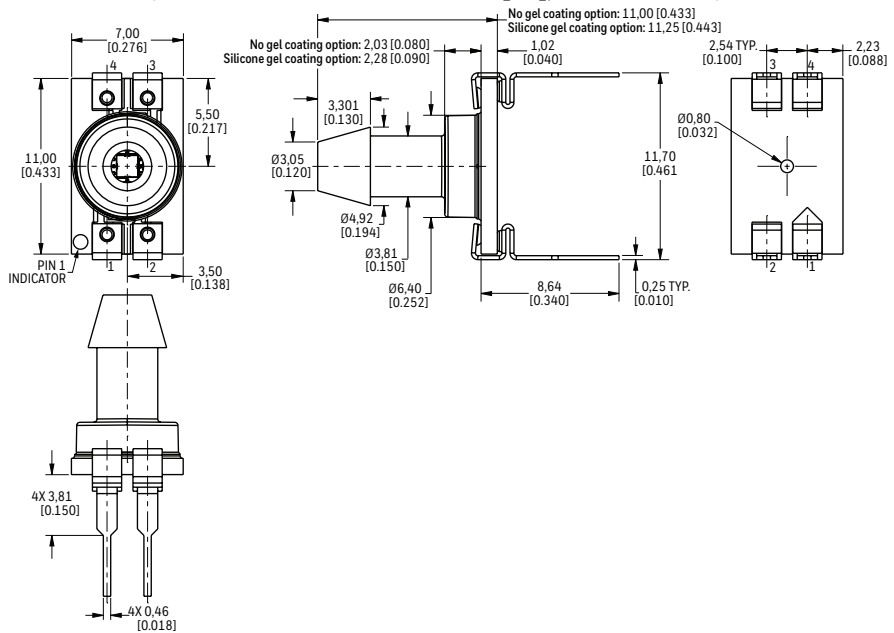 7,00
[0.276]
4
3
5,50
[0.217]
11,00
[0.433]
1
2
PIN 1
INDICATOR
3,50
[0.138]
No gel coating option: 11,00 [0.433]
Silicone gel coating option: 11,25 [0.443]
No gel coating option: 2,03 [0.080]
Silicone gel coating option: 2,28 [0.090]
1,02
[0.040]
3,301
[0.130]
Ø3,05
[0.120]
Ø4,92
[0.194]
Ø3,81
[0.150]
Ø6,40
[0.252]
11,70
[0.461
8,64
[0.340]
0,25 TYP.
[0.010]
2,54 TYP.
[0.100]
2,23
[0.088]
3
4
Ø0,80
[0.032]
2
1
4X 3,81
[0.150]
4X 0,46
[0.018]